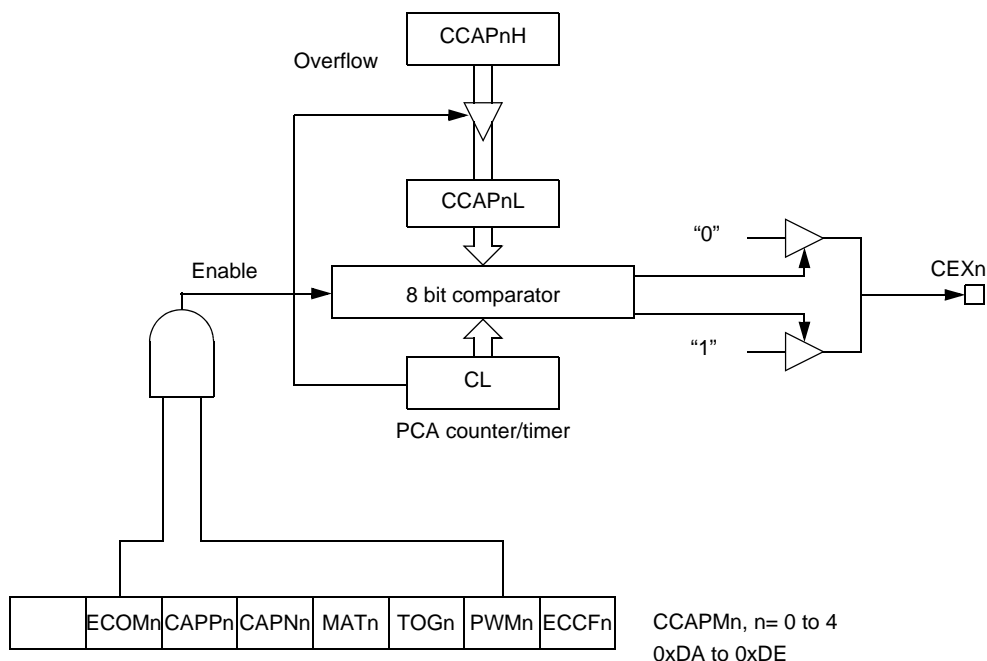 CCAPnH
Overflow
CCAPnL
“0”
Enable
CEXn
8 bit comparator
“1”
CL
PCA counter/timer
ECOMn CAPPn CAPNn MATn TOGn PWMn ECCFn
CCAPMn, n= 0 to 4
0xDA to 0xDE